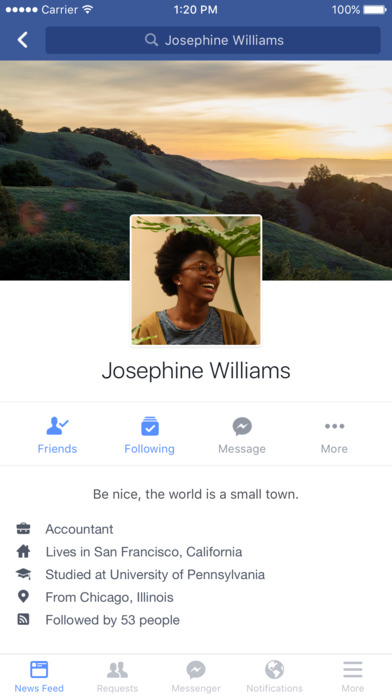 Carrier 1:20 PM 100%
Josephine Williams
Josephine Williams
Friends Following Message More
Be nice, the world is a small town.
Accountant
Lives in San Francisco, California
Studied at University of Pennsylvania
From Chicago, Illinois
Followed by 53 people
News Feed Requests Messenger Notifications More